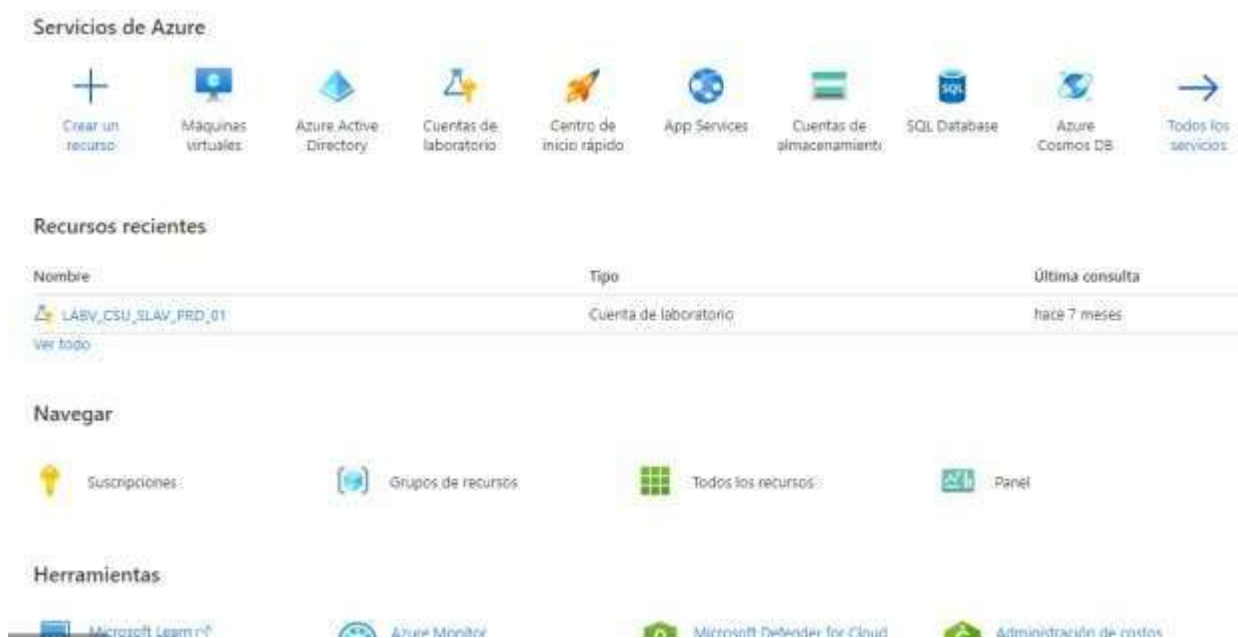 Servicios de Azure
Crear un recurso
Máquinas virtuales
Azure Active Directory
Cuentas de laboratorio
Centro de inicio rápido
App Services
Cuentas de almacenamiento
SQL
SQL Database
Azure Cosmos DB
Todos los servicios
Recursos recientes
Nombre Tipo Última consulta
LABV_CSU_SLAV_PRD_01 Cuenta de laboratorio hace 7 meses
Ver todo
Navegar
Suscripciones Grupos de recursos Todos los recursos Panel
Herramientas
Microsoft Learn Azure Monitor Microsoft Defender for Cloud Administración de costos